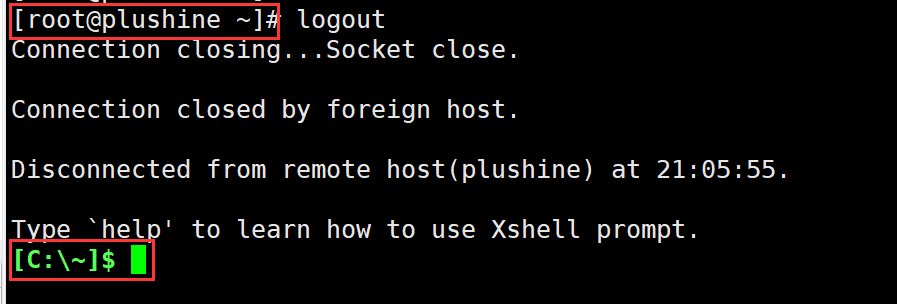 [root@plushine ~]# logout
Connection closing...Socket close.
Connection closed by foreign host.
Disconnected from remote host(plushine) at 21:05:55.
Type `help' to learn how to use Xshell prompt.
[C:\~]$